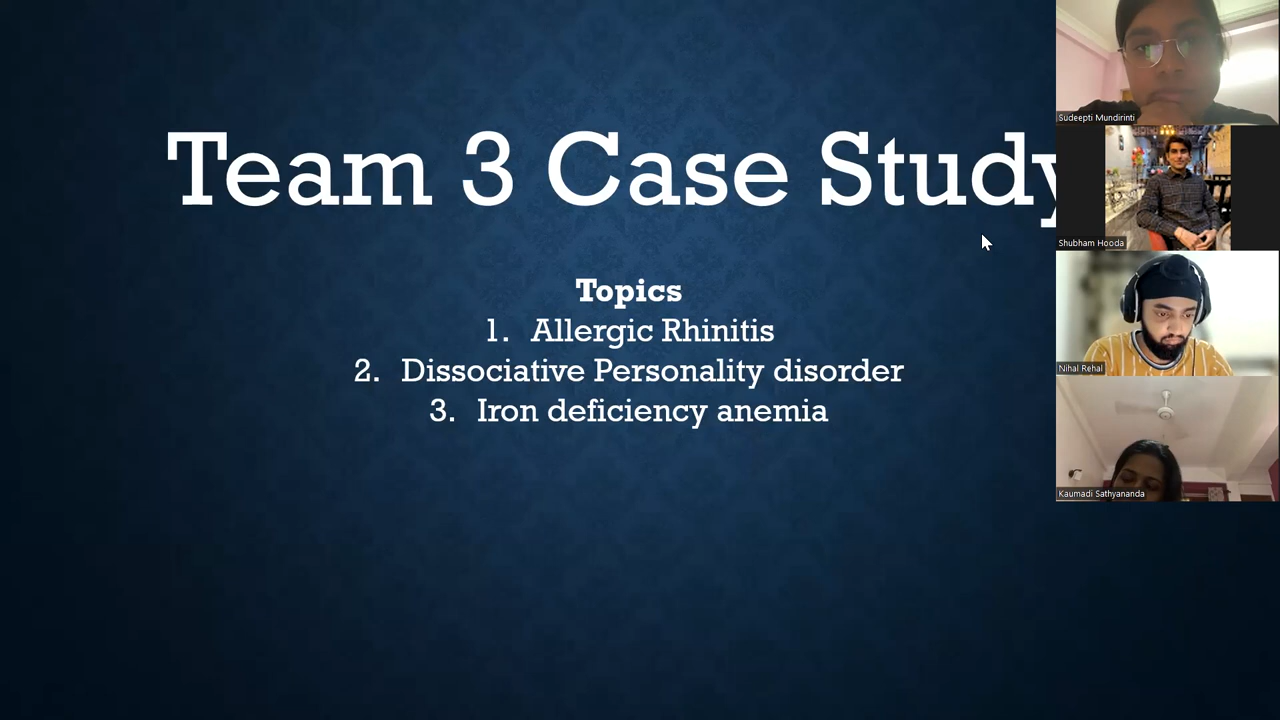 Team 3 Case Study
Topics
1. Allergic Rhinitis
2. Dissociative Personality disorder
3. Iron deficiency anemia
Sudeepti Mundirinti
Shubham Hooda
Nihal Rehal
Kaumadi Sathyananda